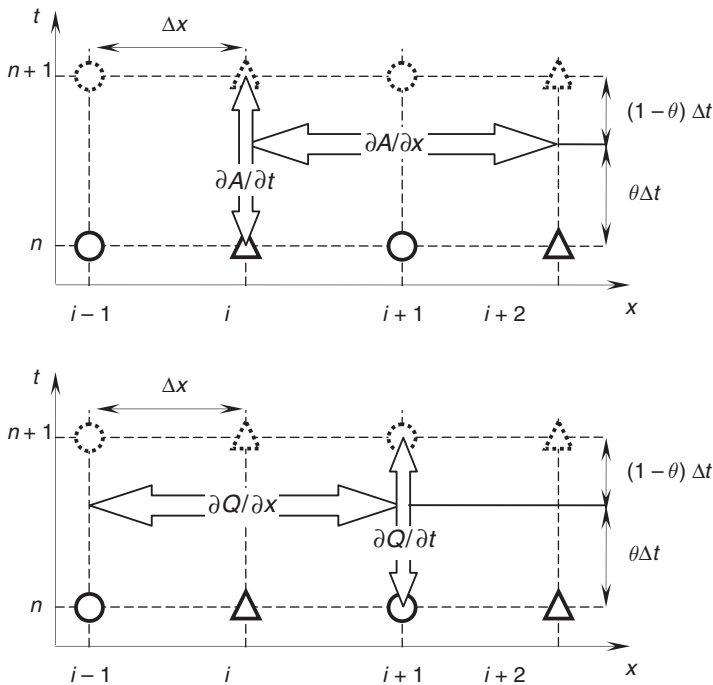 t
Δx
n + 1
(1 – θ) Δt
∂A/∂x
∂A/∂t
θΔt
n
i – 1
i
i + 1
i + 2
x
t
Δx
n + 1
(1 – θ) Δt
∂Q/∂x
∂Q/∂t
θΔt
n
i – 1
i
i + 1
i + 2
x